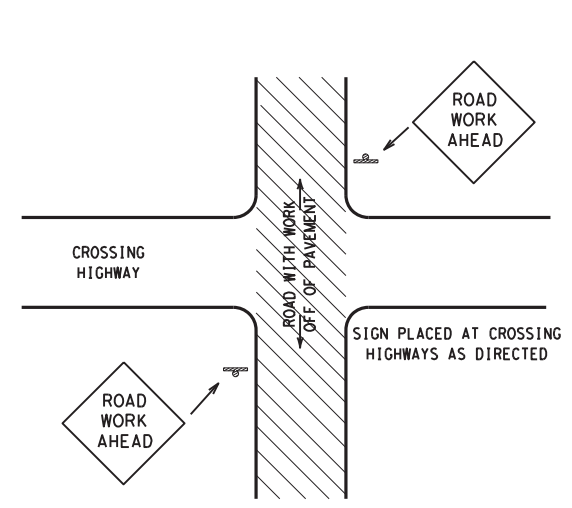 ROAD
WORK
AHEAD
CROSSING
HIGHWAY
ROAD WITH WORK
OFF OF PAVEMENT
SIGN PLACED AT CROSSING
HIGHWAYS AS DIRECTED
ROAD
WORK
AHEAD